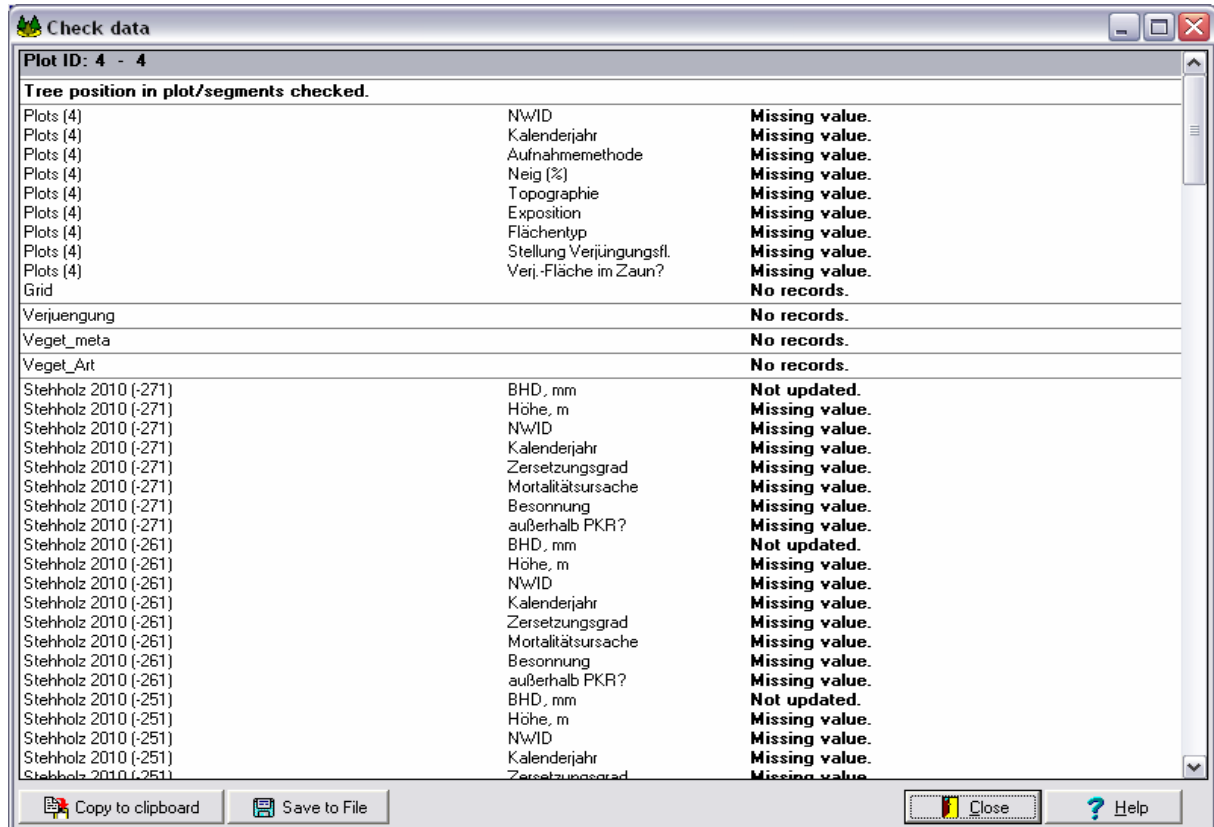 Check data
Plot ID: 4 - 4
Tree position in plot/segments checked.
Plots (4) NWID Missing value.
Plots (4) Kalenderjahr Missing value.
Plots (4) Aufnahmemethode Missing value.
Plots (4) Neig (%) Missing value.
Plots (4) Topographie Missing value.
Plots (4) Exposition Missing value.
Plots (4) Flächentyp Missing value.
Plots (4) Stellung Verjüngungsfl. Missing value.
Plots (4) Verj.-Fläche im Zaun? Missing value.
Grid No records.
Verjuengung No records.
Veget_meta No records.
Veget_Art No records.
Stehholz 2010 (-271) BHD, mm Not updated.
Stehholz 2010 (-271) Höhe, m Missing value.
Stehholz 2010 (-271) NWID Missing value.
Stehholz 2010 (-271) Kalenderjahr Missing value.
Stehholz 2010 (-271) Zersetzungsgrad Missing value.
Stehholz 2010 (-271) Mortalitätsursache Missing value.
Stehholz 2010 (-271) Besonnung Missing value.
Stehholz 2010 (-271) außerhalb PKR? Missing value.
Stehholz 2010 (-261) BHD, mm Not updated.
Stehholz 2010 (-261) Höhe, m Missing value.
Stehholz 2010 (-261) NWID Missing value.
Stehholz 2010 (-261) Kalenderjahr Missing value.
Stehholz 2010 (-261) Zersetzungsgrad Missing value.
Stehholz 2010 (-261) Mortalitätsursache Missing value.
Stehholz 2010 (-261) Besonnung Missing value.
Stehholz 2010 (-261) außerhalb PKR? Missing value.
Stehholz 2010 (-251) BHD, mm Not updated.
Stehholz 2010 (-251) Höhe, m Missing value.
Stehholz 2010 (-251) NWID Missing value.
Stehholz 2010 (-251) Kalenderjahr Missing value.
Stehholz 2010 (-251) Zersetzungsgrad Missing value
Copy to clipboard Save to File Close Help